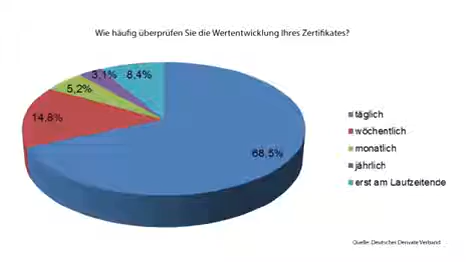 Wie häufig überprüfen Sie die Wertentwicklung Ihres Zertifikates?
3,1%
8,4%
5,2%
14,8%
68,5%
täglich
wöchentlich
monatlich
jährlich
erst am Laufzeitende
Quelle: Deutscher Derivate Verband